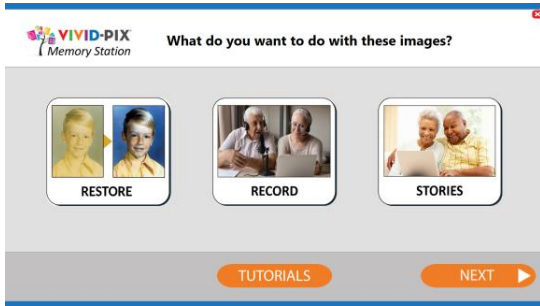 VIVID-PIX
Memory Station
What do you want to do with these images?
RESTORE
RECORD
STORIES
TUTORIALS
NEXT